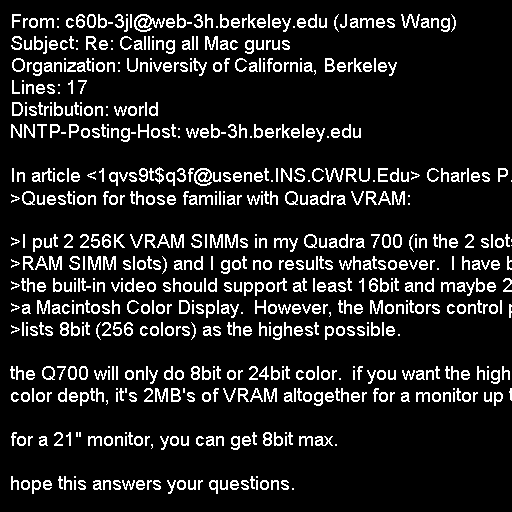 From: c60b-3jl@web-3h.berkeley.edu (James Wang)
Subject: Re: Calling all Mac gurus
Organization: University of California, Berkeley
Lines: 17
Distribution: world
NNTP-Posting-Host: web-3h.berkeley.edu
In article <1qvs9t$q3f@usenet.INS.CWRU.Edu> Charles P.
>Question for those familiar with Quadra VRAM:
>I put 2 256K VRAM SIMMs in my Quadra 700 (in the 2 slot
>RAM SIMM slots) and I got no results whatsoever.  I have
>the built-in video should support at least 16bit and maybe 2
>a Macintosh Color Display.  However, the Monitors control
>lists 8bit (256 colors) as the highest possible.
the Q700 will only do 8bit or 24bit color.  if you want the high
color depth, it's 2MB's of VRAM altogether for a monitor up
for a 21" monitor, you can get 8bit max.
hope this answers your questions.